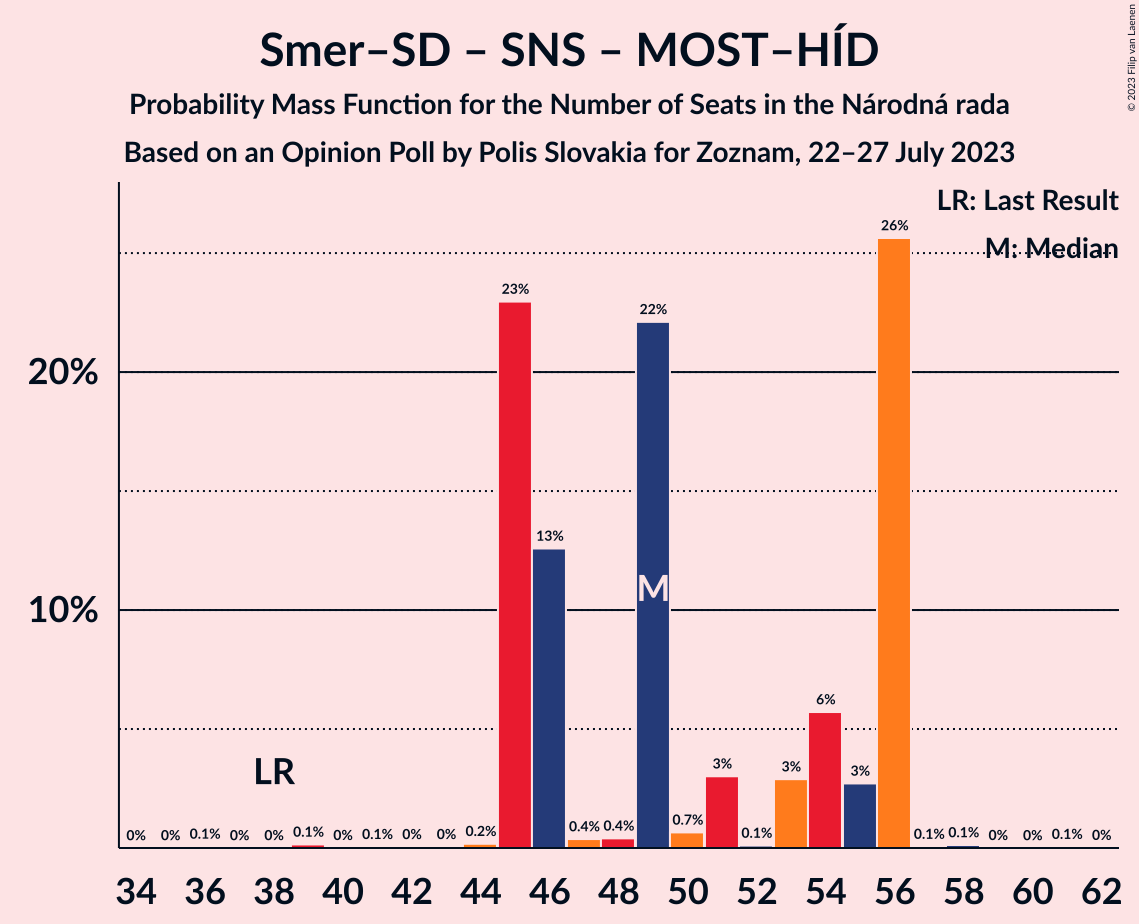 Smer–SD – SNS – MOST–HÍD
Probability Mass Function for the Number of Seats in the Národná rada
Based on an Opinion Poll by Polis Slovakia for Zoznam, 22–27 July 2023
© 2023 Filip van Laenen
LR: Last Result
M: Median
26%
23%
22%
20%
13%
M
10%
6%
LR
3% 3% 3%
0% 0% 0.1% 0% 0% 0.1% 0% 0.1% 0% 0% 0.2% 0.4% 0.4% 0.7% 0.1% 0.1% 0.1% 0% 0% 0.1% 0%
34 36 38 40 42 44 46 48 50 52 54 56 58 60 62